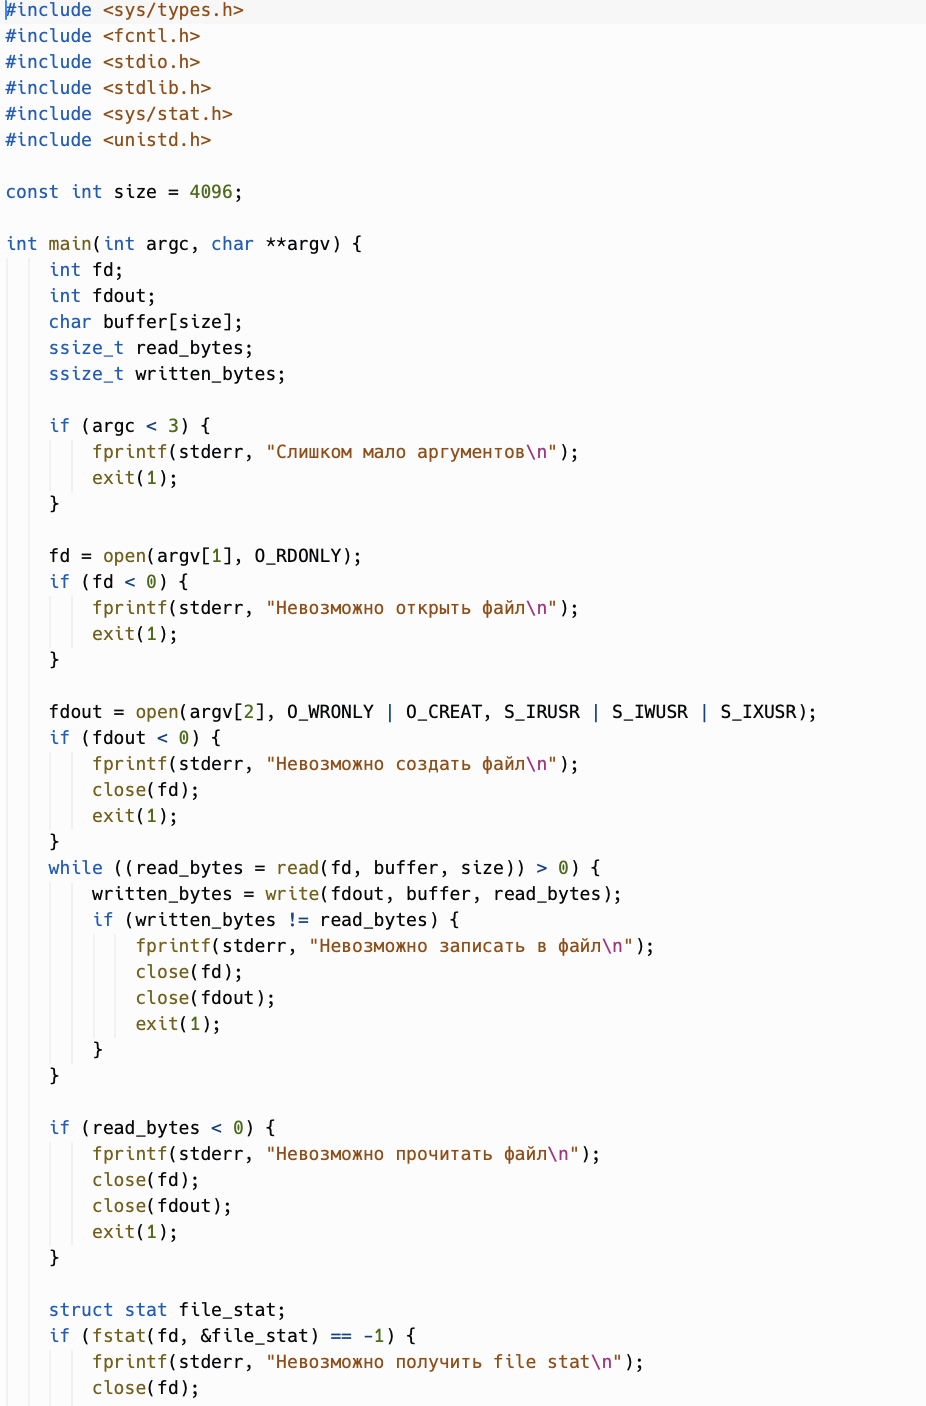 #include <sys/types.h>
#include <fcntl.h>
#include <stdio.h>
#include <stdlib.h>
#include <sys/stat.h>
#include <unistd.h>

const int size = 4096;

int main(int argc, char **argv) {
    int fd;
    int fdout;
    char buffer[size];
    ssize_t read_bytes;
    ssize_t written_bytes;

    if (argc < 3) {
        fprintf(stderr, "Слишком мало аргументов\n");
        exit(1);
    }

    fd = open(argv[1], O_RDONLY);
    if (fd < 0) {
        fprintf(stderr, "Невозможно открыть файл\n");
        exit(1);
    }

    fdout = open(argv[2], O_WRONLY | O_CREAT, S_IRUSR | S_IWUSR | S_IXUSR);
    if (fdout < 0) {
        fprintf(stderr, "Невозможно создать файл\n");
        close(fd);
        exit(1);
    }
    while ((read_bytes = read(fd, buffer, size)) > 0) {
        written_bytes = write(fdout, buffer, read_bytes);
        if (written_bytes != read_bytes) {
            fprintf(stderr, "Невозможно записать в файл\n");
            close(fd);
            close(fdout);
            exit(1);
        }
    }

    if (read_bytes < 0) {
        fprintf(stderr, "Невозможно прочитать файл\n");
        close(fd);
        close(fdout);
        exit(1);
    }

    struct stat file_stat;
    if (fstat(fd, &file_stat) == -1) {
        fprintf(stderr, "Невозможно получить file stat\n");
        close(fd);